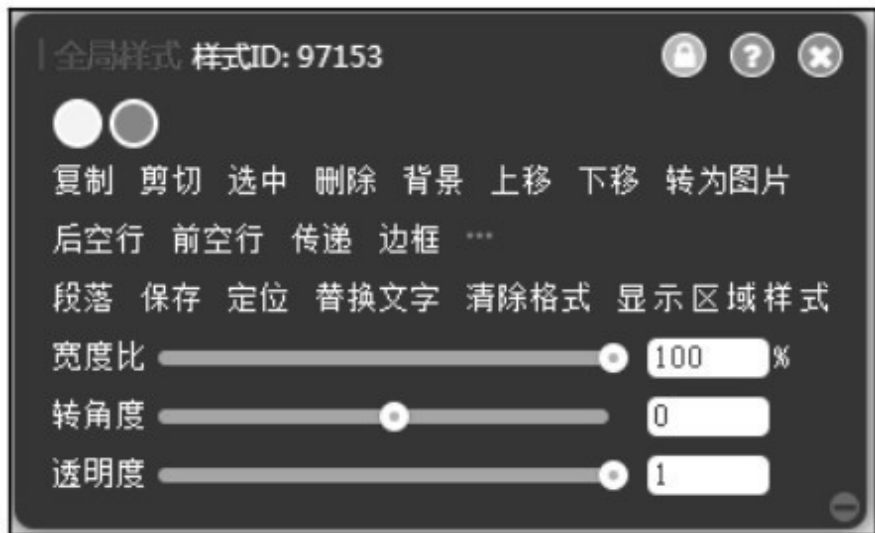 全局样式 样式ID: 97153
复制 剪切 选中 删除 背景 上移 下移 转为图片
后空行 前空行 传递 边框 ···
段落 保存 定位 替换文字 清除格式 显示区域样式
宽度比 100 %
转角度 0
透明度 1